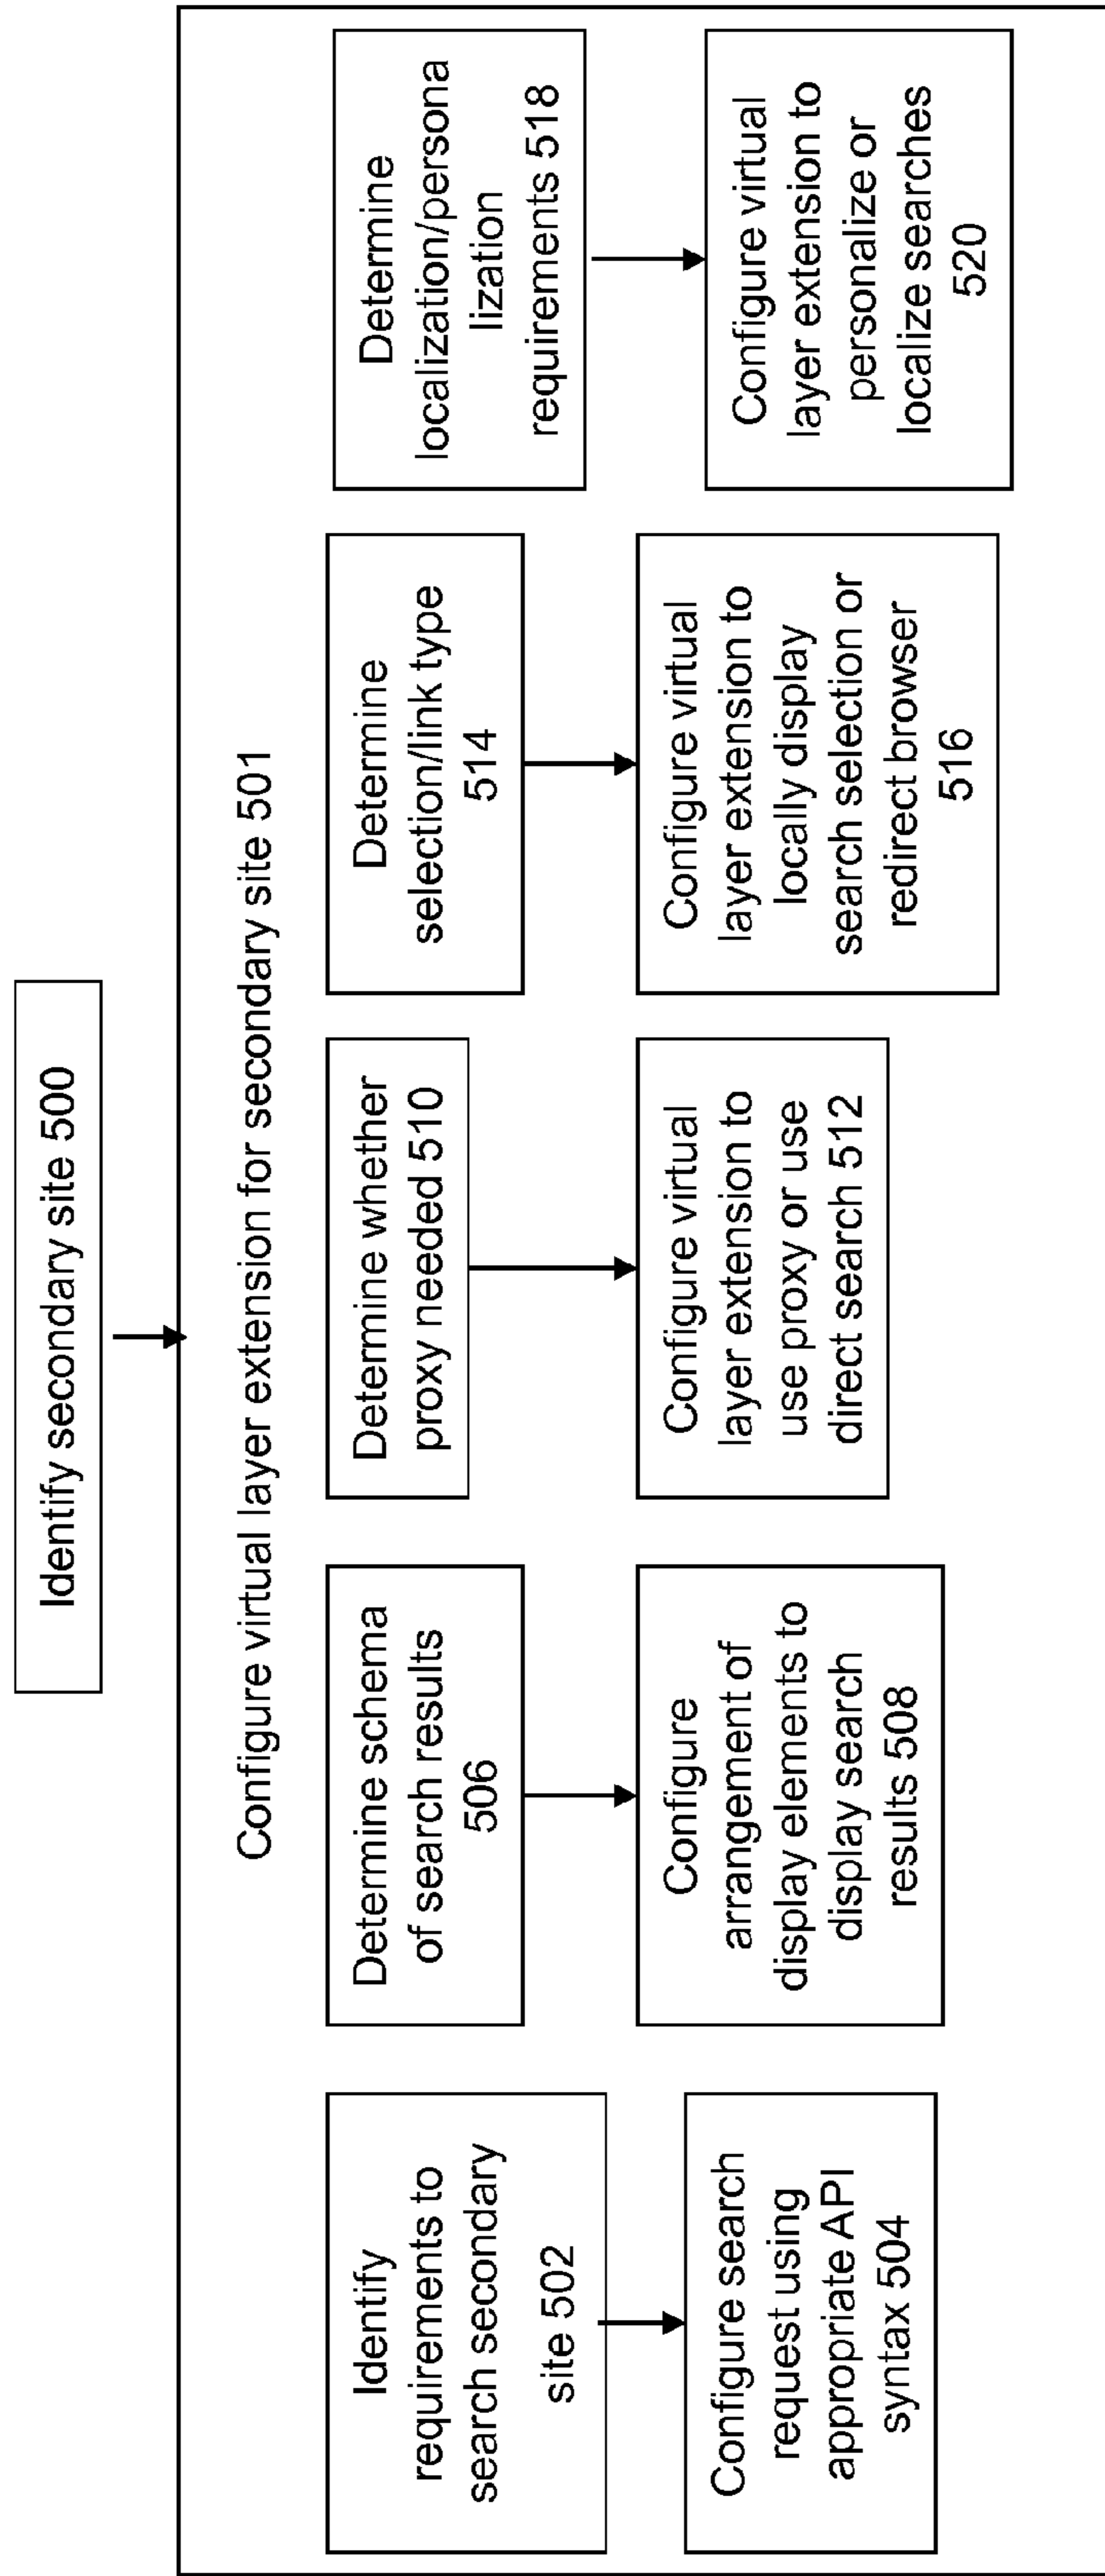 Identify secondary site 500
Configure virtual layer extension for secondary site 501
Identify
requirements to
search secondary
site 502
Configure search
request using
appropriate API
syntax 504
Determine schema
of search results
506
Configure
arrangement of
display elements to
display search
results 508
Determine whether
proxy needed 510
Configure virtual
layer extension to
use proxy or use
direct search 512
Determine
selection/link type
514
Configure virtual
layer extension to
locally display
search selection or
redirect browser
516
Determine
localization/persona
lization
requirements 518
Configure virtual
layer extension to
personalize or
localize searches
520